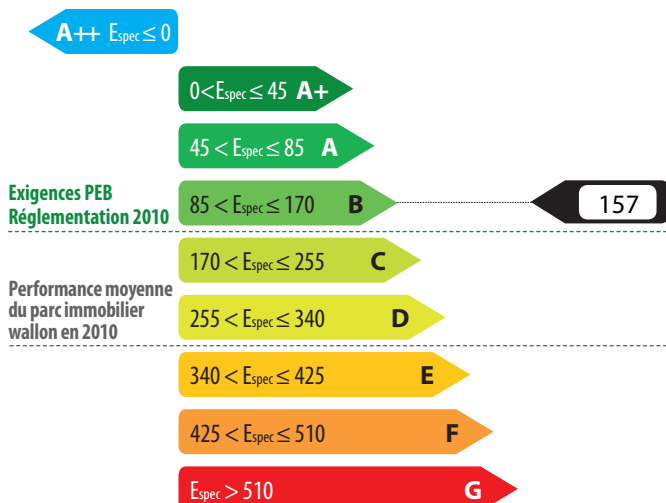 A++ Espec ≤ 0
0<Espec ≤ 45 A+
45 < Espec ≤ 85 A
Exigences PEB
Réglementation 2010
85 < Espec ≤ 170 B
157
170 < Espec ≤ 255 C
Performance moyenne
du parc immobilier
wallon en 2010
255 < Espec ≤ 340 D
340 < Espec ≤ 425 E
425 < Espec ≤ 510 F
Espec > 510 G